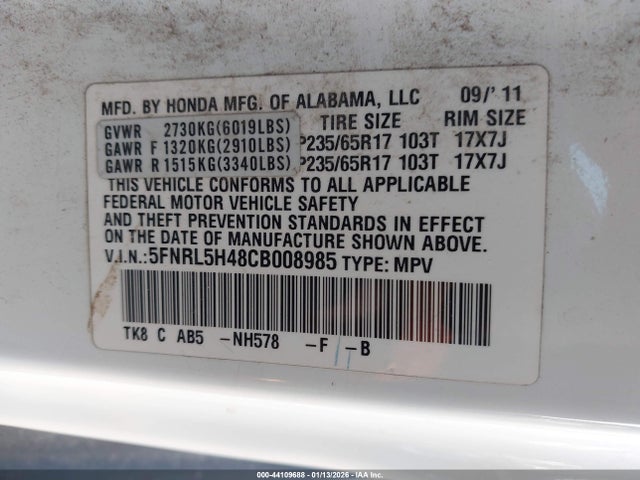 MFD. BY HONDA MFG. OF ALABAMA, LLC 09/' 11
TIRE SIZE RIM SIZE
GVWR 2730KG(6019LBS)
GAWR F 1320KG(2910LBS) P235/65R17 103T 17X7J
GAWR R 1515KG(3340LBS) P235/65R17 103T 17X7J
THIS VEHICLE CONFORMS TO ALL APPLICABLE
FEDERAL MOTOR VEHICLE SAFETY
AND THEFT PREVENTION STANDARDS IN EFFECT
ON THE DATE OF MANUFACTURE SHOWN ABOVE.
V.I.N.:5FNRL5H48CB008985 TYPE: MPV
TK8 C AB5 -NH578 -F -B
000-44109688 - 01/13/2026 - IAA Inc.